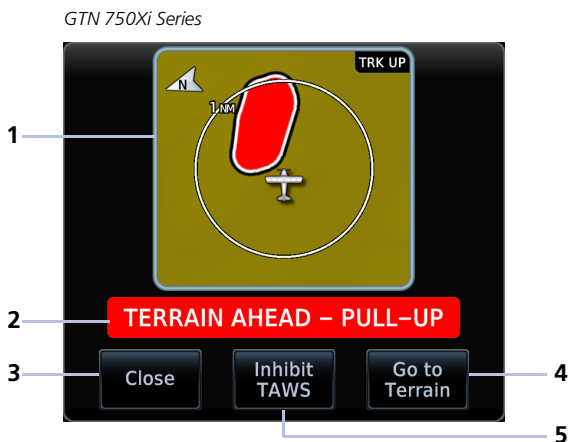 GTN 750Xi Series
TRK UP
N
1NM
1
TERRAIN AHEAD – PULL–UP
2
3
Close
Inhibit
TAWS
Go to
Terrain
4
5